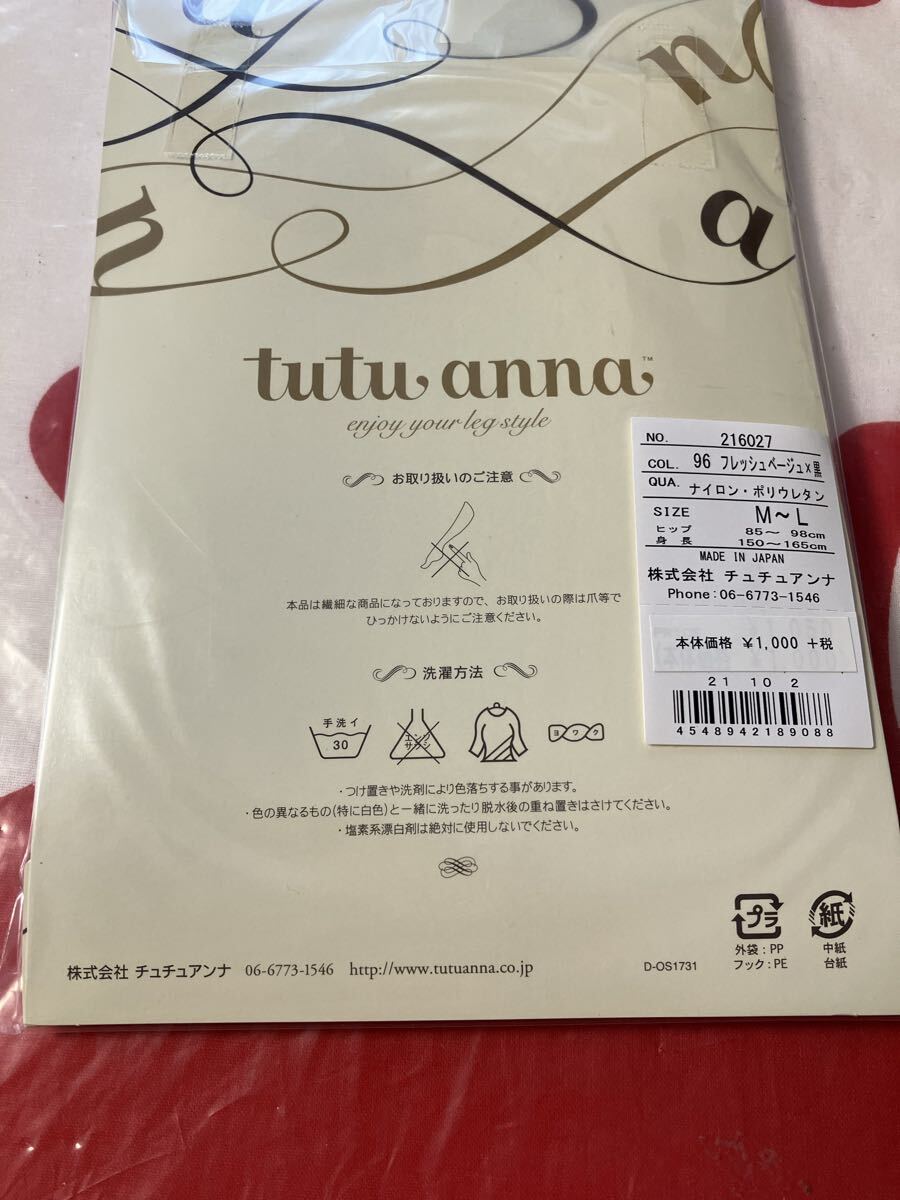 n
a
n
tutu anna™
enjoy your leg style
お取り扱いのご注意
本品は繊細な商品になっておりますので、お取り扱いの際は爪等で
ひっかけないようにご注意ください。
洗濯方法
手洗イ
30
エンソ
サラシ
ヨワク
・つけ置きや洗剤により色落ちする事があります。
・色の異なるもの(特に白色)と一緒に洗ったり脱水後の重ね置きはさけてください。
・塩素系漂白剤は絶対に使用しないでください。
NO. 216027
COL. 96 フレッシュベージュ×黒
QUA. ナイロン・ポリウレタン
SIZE M~L
ヒップ 85~ 98cm
身長 150~165cm
MADE IN JAPAN
株式会社 チュチュアンナ
Phone:06-6773-1546
本体価格 ¥1,000 +税
21 10 2
4548942189088
プラ
外袋:PP
フック:PE
紙
中紙
台紙
株式会社 チュチュアンナ 06-6773-1546 http://www.tutuanna.co.jp
D-OS1731